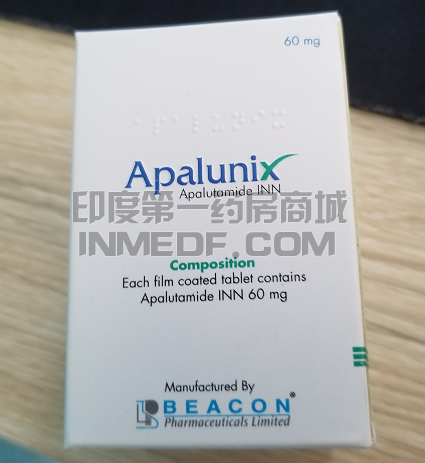 60 mg
Apalunix
Apalutamide INN
印度第一药房商城
INMEDF.COM
Composition
Each film coated tablet contains
Apalutamide INN 60 mg
Manufactured By
BEACON®
Pharmaceuticals Limited